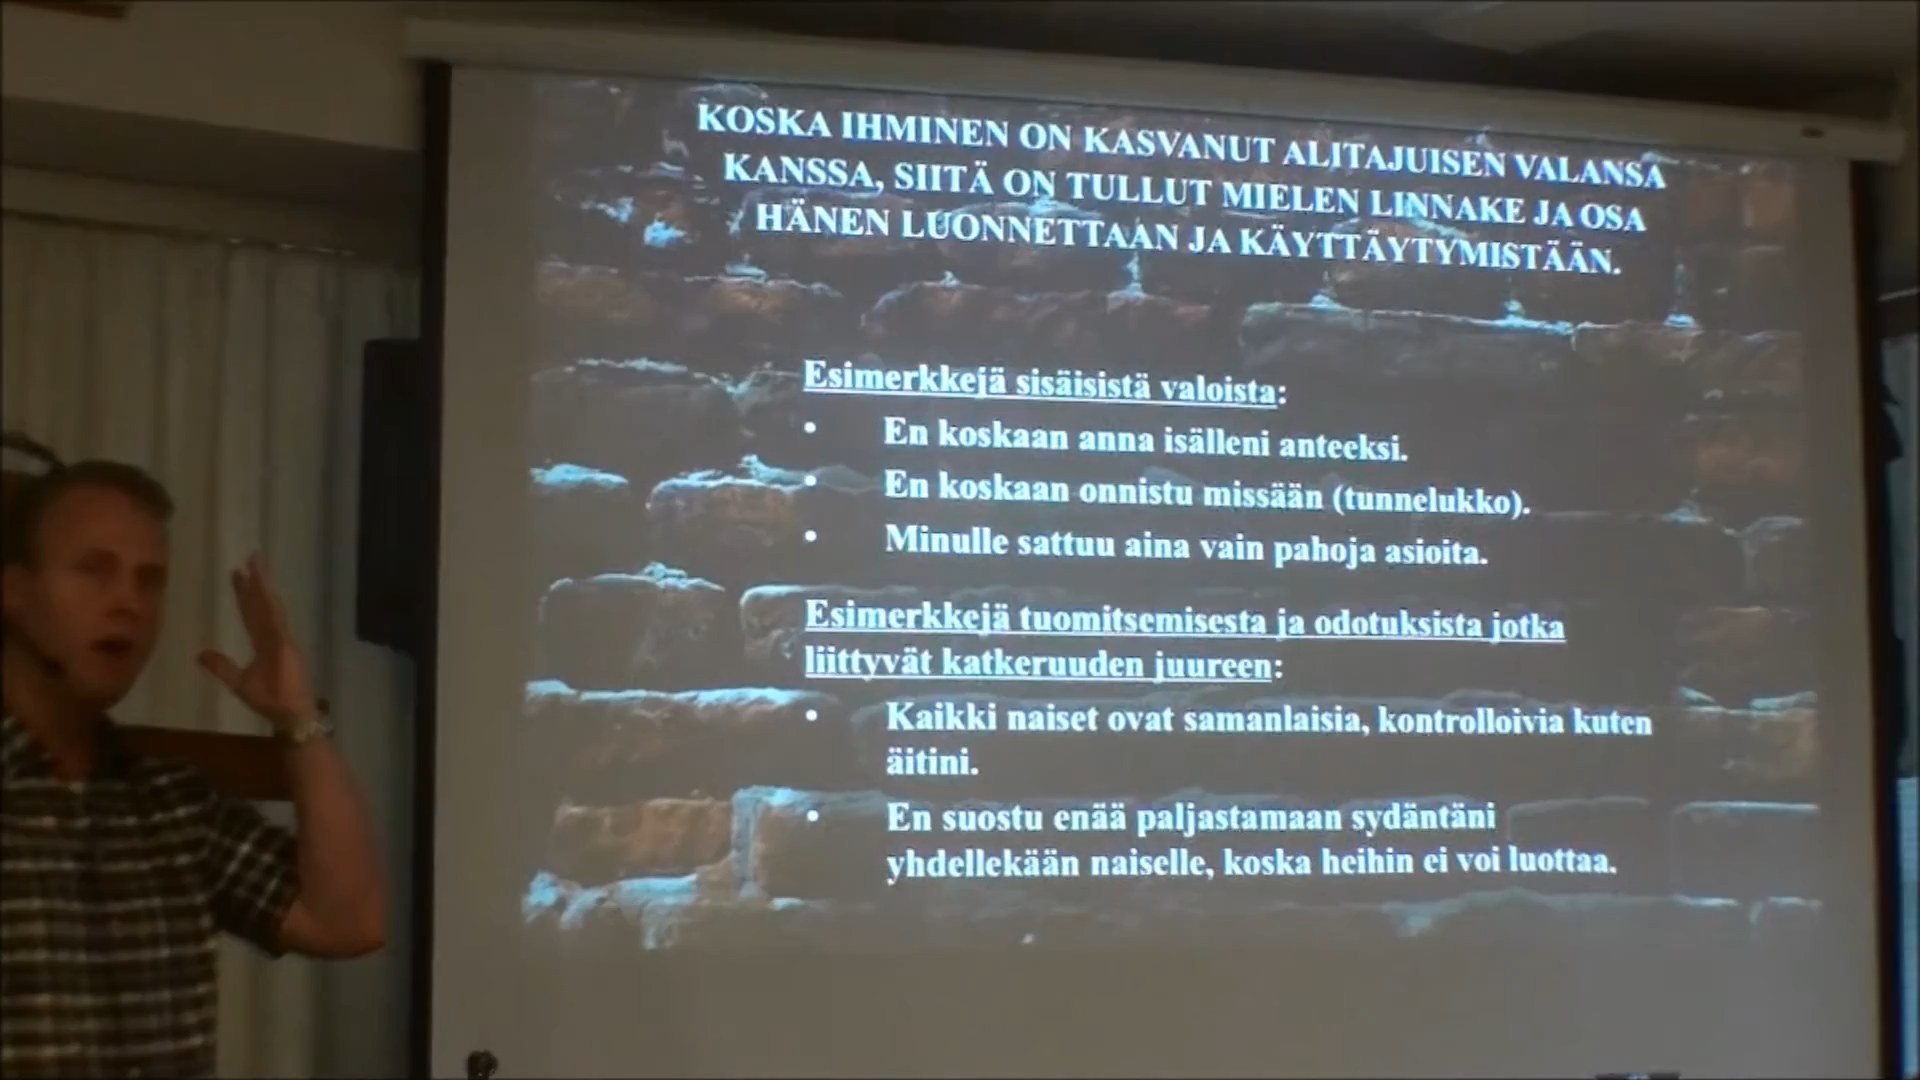 KOSKA IHMINEN ON KASVANUT ALITAJUISEN VALANSA
KANSSA, SIITÄ ON TULLUT MIELEN LINNAKE JA OSA
HÄNEN LUONNETTAAN JA KÄYTTÄYTYMISTÄÄN.
Esimerkkejä sisäisistä valoista:
• En koskaan anna isälleni anteeksi.
• En koskaan onnistu missään (tunnelukko).
• Minulle sattuu aina vain pahoja asioita.
Esimerkkejä tuomitsemisesta ja odotuksista jotka
liittyvät katkeruuden juureen:
• Kaikki naiset ovat samanlaisia, kontrolloivia kuten
äitini.
• En suostu enää paljastamaan sydäntäni
yhdellekään naiselle, koska heihin ei voi luottaa.